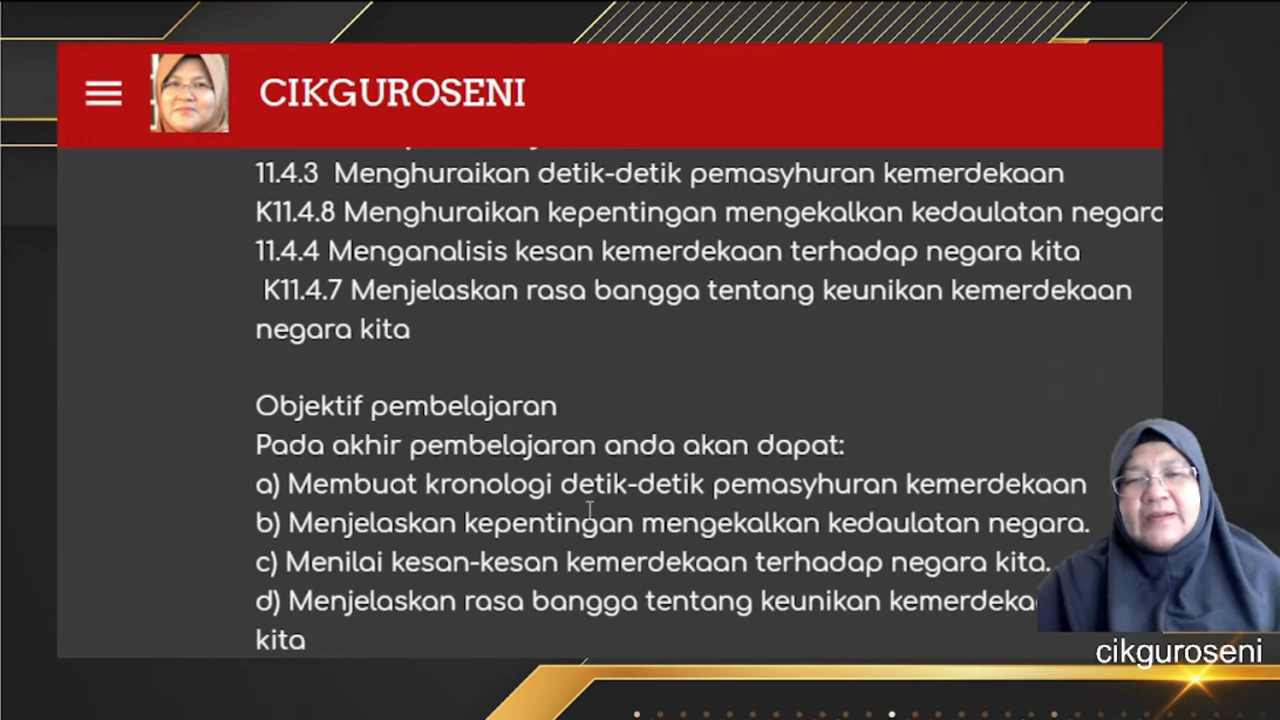 CIKGUROSENI
11.4.3 Menghuraikan detik-detik pemasyhuran kemerdekaan
K11.4.8 Menghuraikan kepentingan mengekalkan kedaulatan negara
11.4.4 Menganalisis kesan kemerdekaan terhadap negara kita
K11.4.7 Menjelaskan rasa bangga tentang keunikan kemerdekaan
negara kita
Objektif pembelajaran
Pada akhir pembelajaran anda akan dapat:
a) Membuat kronologi detik-detik pemasyhuran kemerdekaan
b) Menjelaskan kepentingan mengekalkan kedaulatan negara.
c) Menilai kesan-kesan kemerdekaan terhadap negara kita.
d) Menjelaskan rasa bangga tentang keunikan
kita
cikguroseni